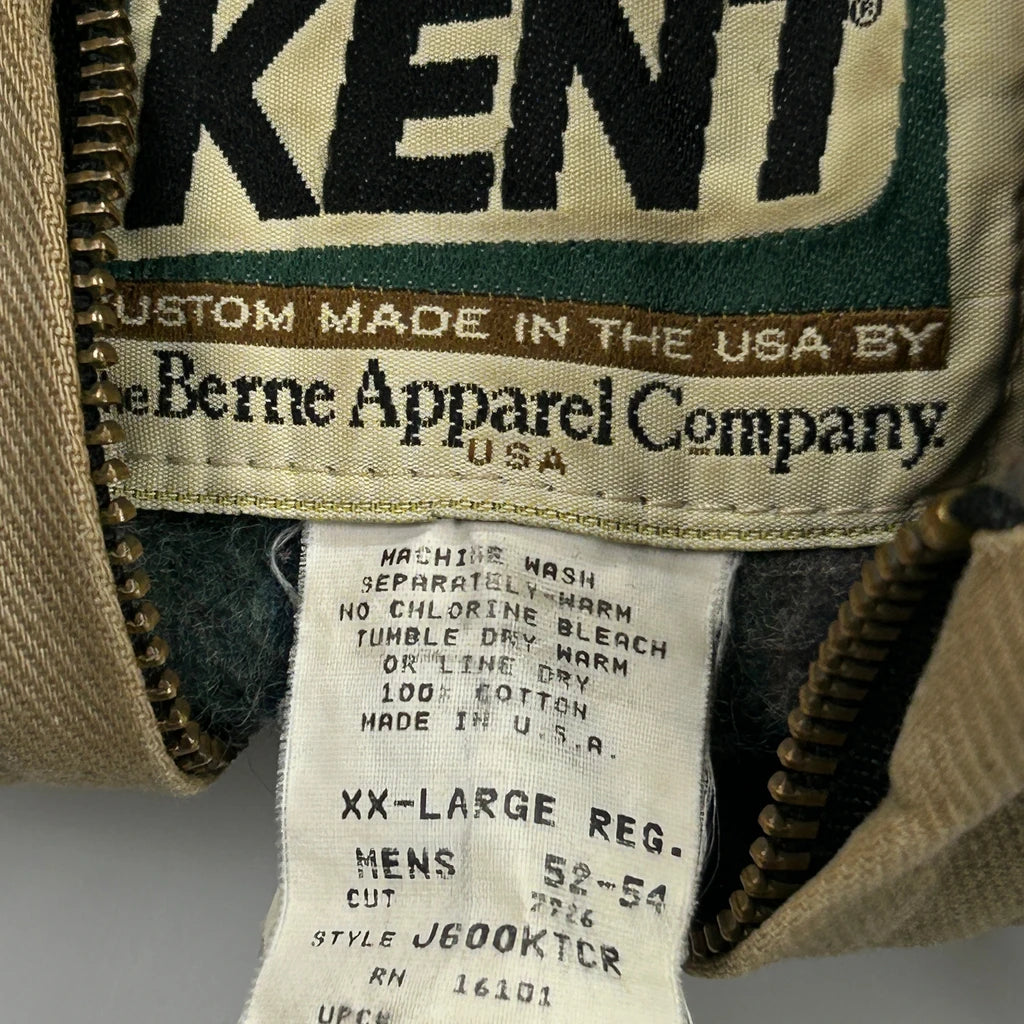 KENT®
CUSTOM MADE IN THE USA BY
The Berne Apparel Company.
USA
MACHINE WASH
SEPARATELY-WARM
NO CHLORINE BLEACH
TUMBLE DRY WARM
OR LINE DRY
100% COTTON
MADE IN U.S.A.
XX-LARGE REG.
MENS 52-54
CUT 7726
STYLE J600KTCR
RN 16101